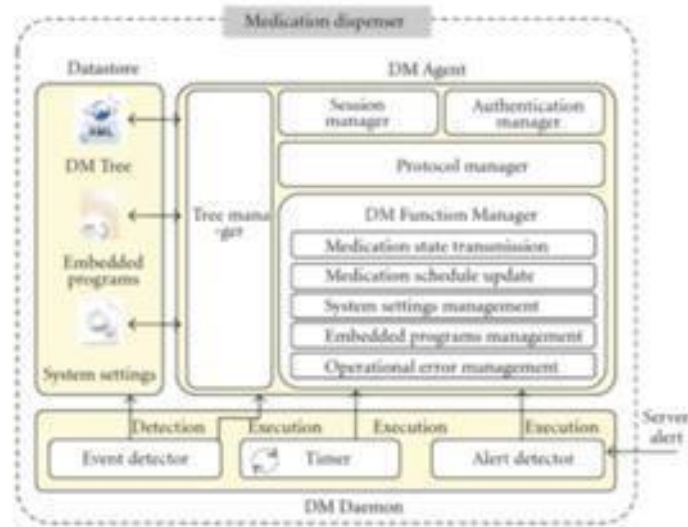 Medication dispenser
Datastore
DM Agent
XML
DM Tree
Embedded
programs
System settings
Tree mana
-ger
Session
manager
Authentication
manager
Protocol manager
DM Function Manager
Medication state transmission
Medication schedule update
System settings management
Embedded programs management
Operational error management
Detection
Execution
Execution
Execution
Server
alert
Event detector
Timer
Alert detector
DM Daemon